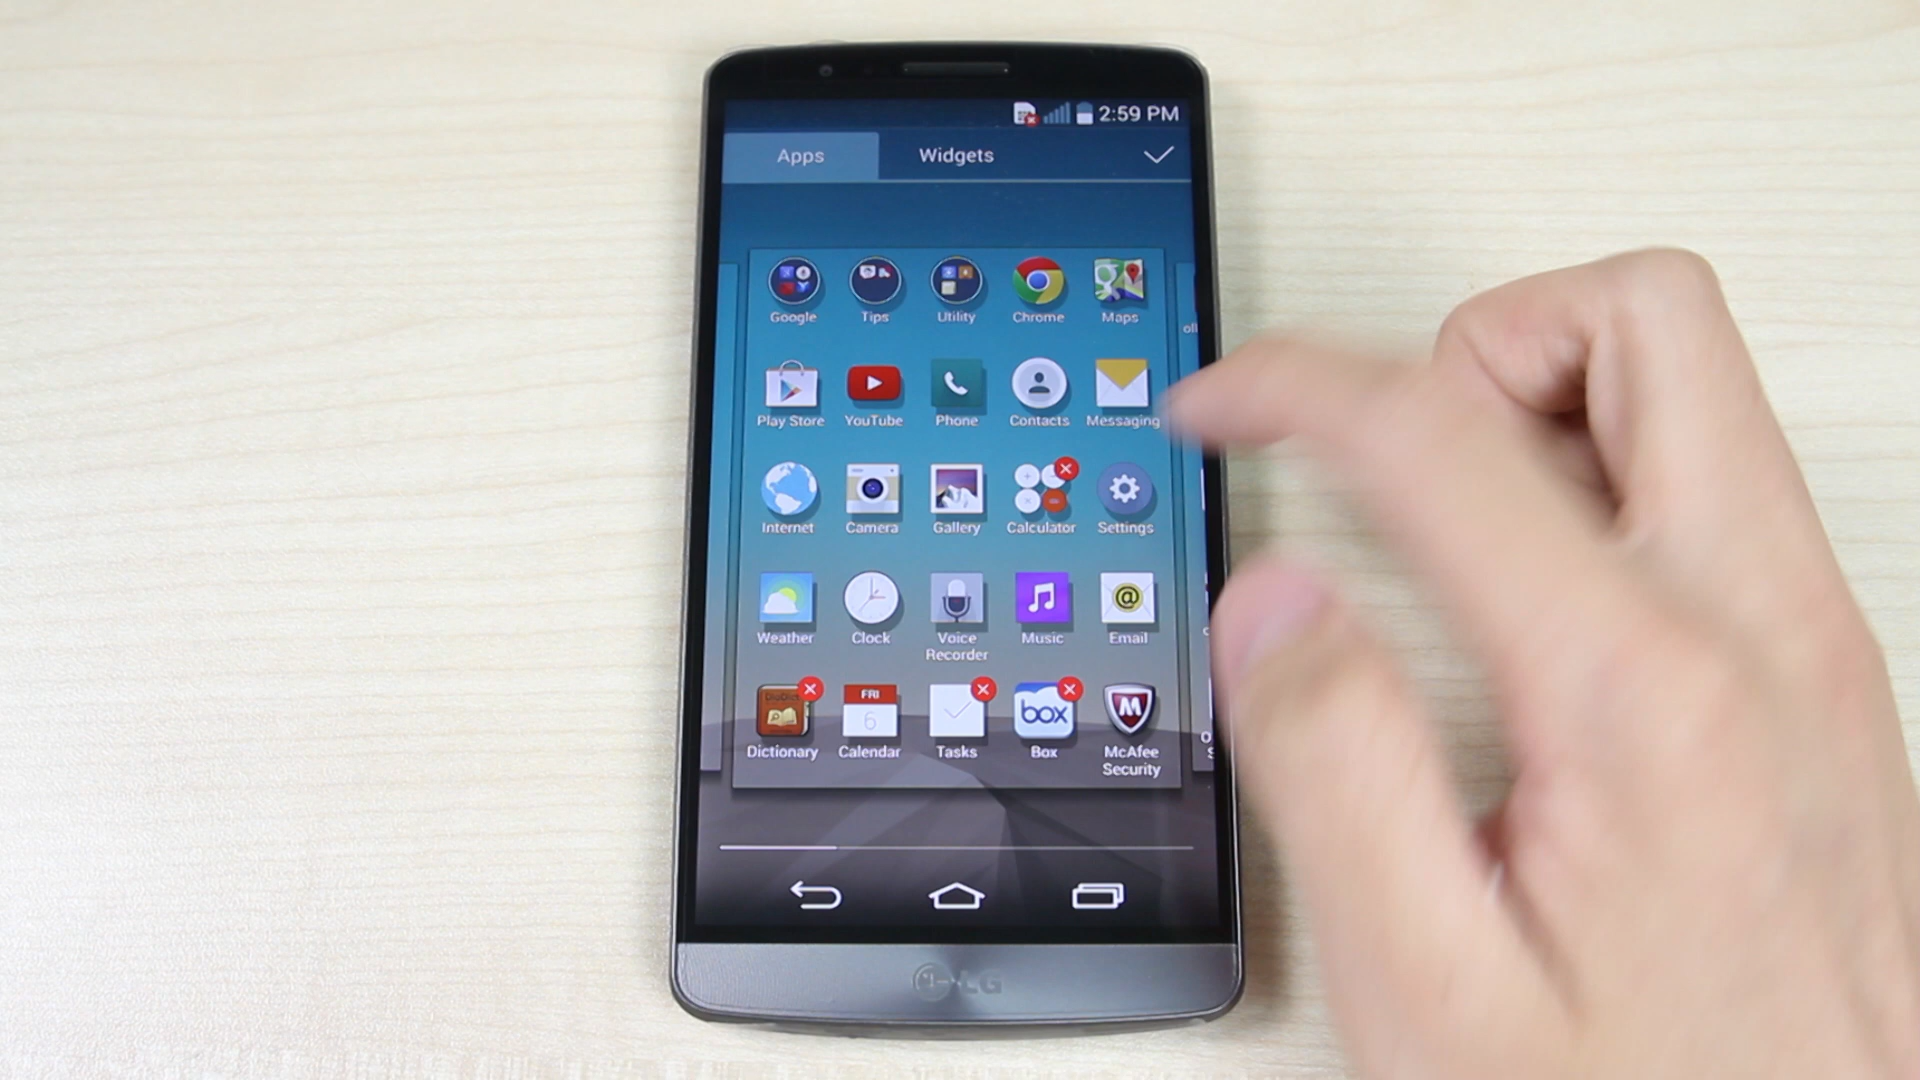 2:59 PM
Apps Widgets
Google Tips Utility Chrome Maps
Play Store YouTube Phone Contacts Messaging
Internet Camera Gallery Calculator Settings
Weather Clock Voice Recorder Music Email
FRI
6
box
M
Dictionary Calendar Tasks Box McAfee Security
LG